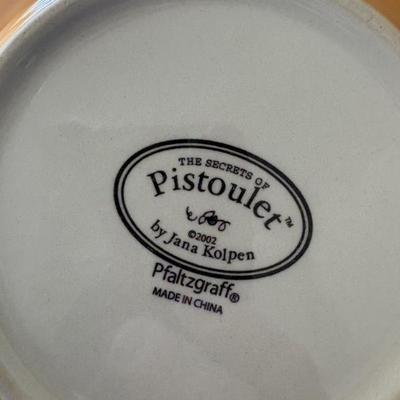 THE SECRETS OF
Pistoulet™
©2002
by Jana Kolpen
Pfaltzgraff®
MADE IN CHINA